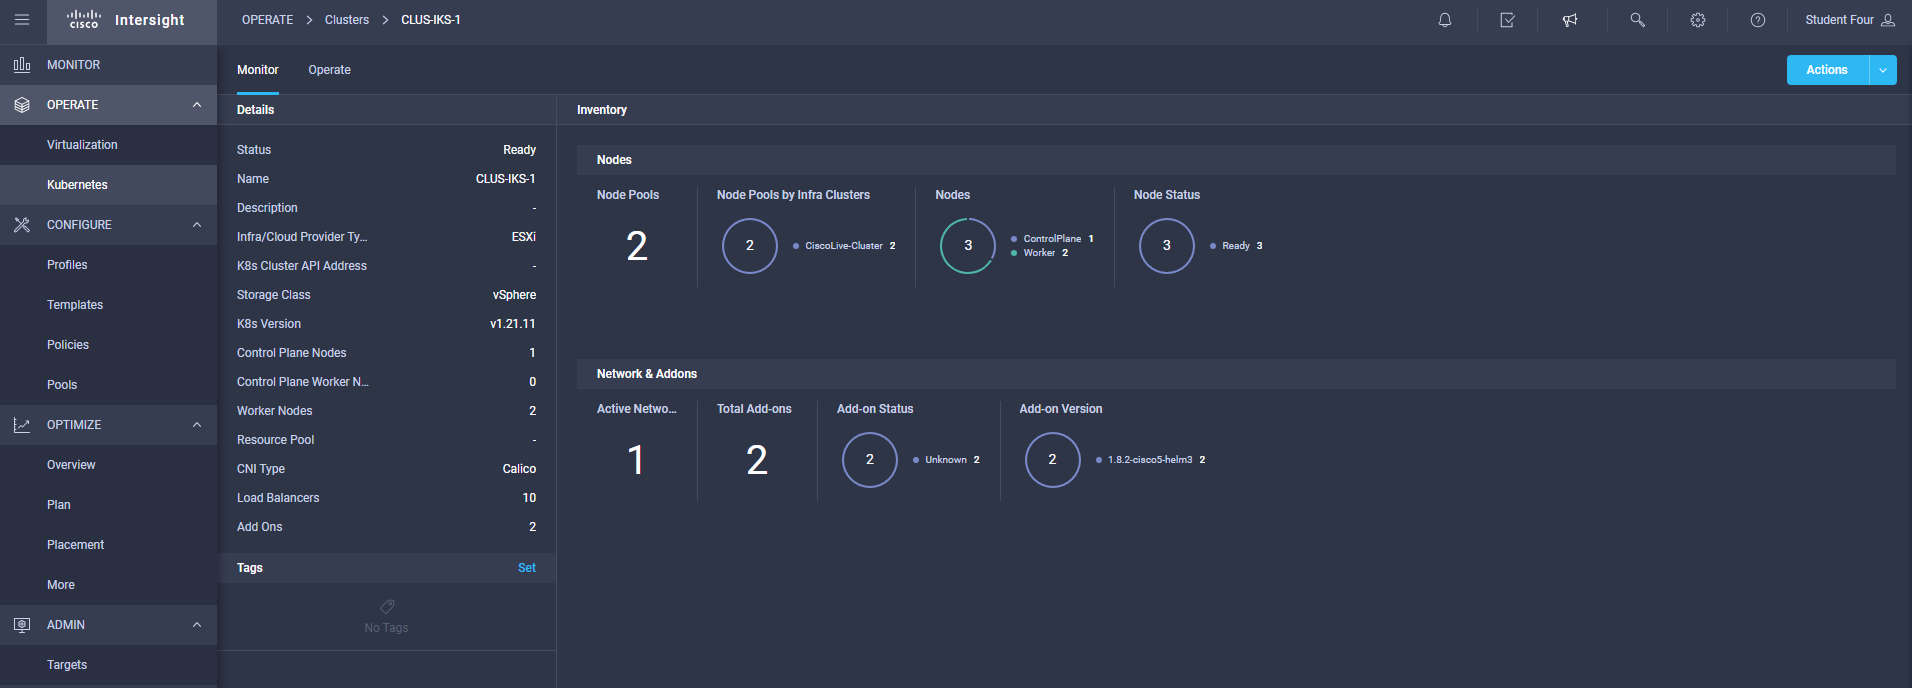 CISCO
Intersight
OPERATE > Clusters > CLUS-IKS-1
Student Four
MONITOR
OPERATE
Virtualization
Kubernetes
CONFIGURE
Profiles
Templates
Policies
Pools
OPTIMIZE
Overview
Plan
Placement
More
ADMIN
Targets
Monitor Operate
Actions
Details
Status Ready
Name CLUS-IKS-1
Description -
Infra/Cloud Provider Ty... ESXi
K8s Cluster API Address -
Storage Class vSphere
K8s Version v1.21.11
Control Plane Nodes 1
Control Plane Worker N... 0
Worker Nodes 2
Resource Pool -
CNI Type Calico
Load Balancers 10
Add Ons 2
Tags Set
No Tags
Inventory
Nodes
Node Pools
2
Node Pools by Infra Clusters
2
CiscoLive-Cluster 2
Nodes
3
ControlPlane 1
Worker 2
Node Status
3
Ready 3
Network & Addons
Active Netwo...
1
Total Add-ons
2
Add-on Status
2
Unknown 2
Add-on Version
2
1.8.2-cisco5-helm3 2